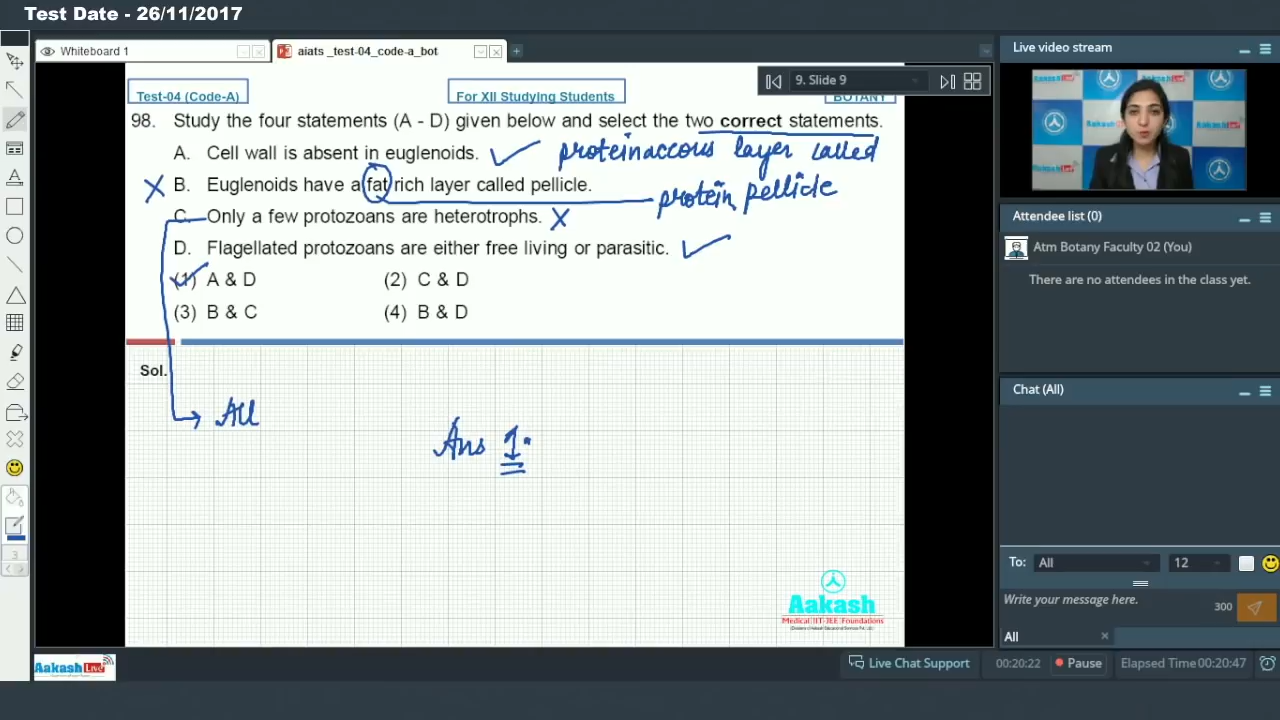 Test Date - 26/11/2017
Whiteboard 1
aiats _test-04_code-a_bot
Live video stream
9. Slide 9
Test-04 (Code-A)
For XII Studying Students
BOTANY
98. Study the four statements (A - D) given below and select the two correct statements.
A. Cell wall is absent in euglenoids. proteinaccous layer called
B. Euglenoids have a fat rich layer called pellicle. protein pellicle
C. Only a few protozoans are heterotrophs.
D. Flagellated protozoans are either free living or parasitic.
(1) A & D (2) C & D
(3) B & C (4) B & D
Sol.
All
Ans 1.
Aakash
Medical|IIT-JEE|Foundations
Attendee list (0)
Atm Botany Faculty 02 (You)
There are no attendees in the class yet.
Chat (All)
To: All 12
Write your message here. 300
All
3
Aakash Live
Live Chat Support 00:20:22 Pause Elapsed Time 00:20:47